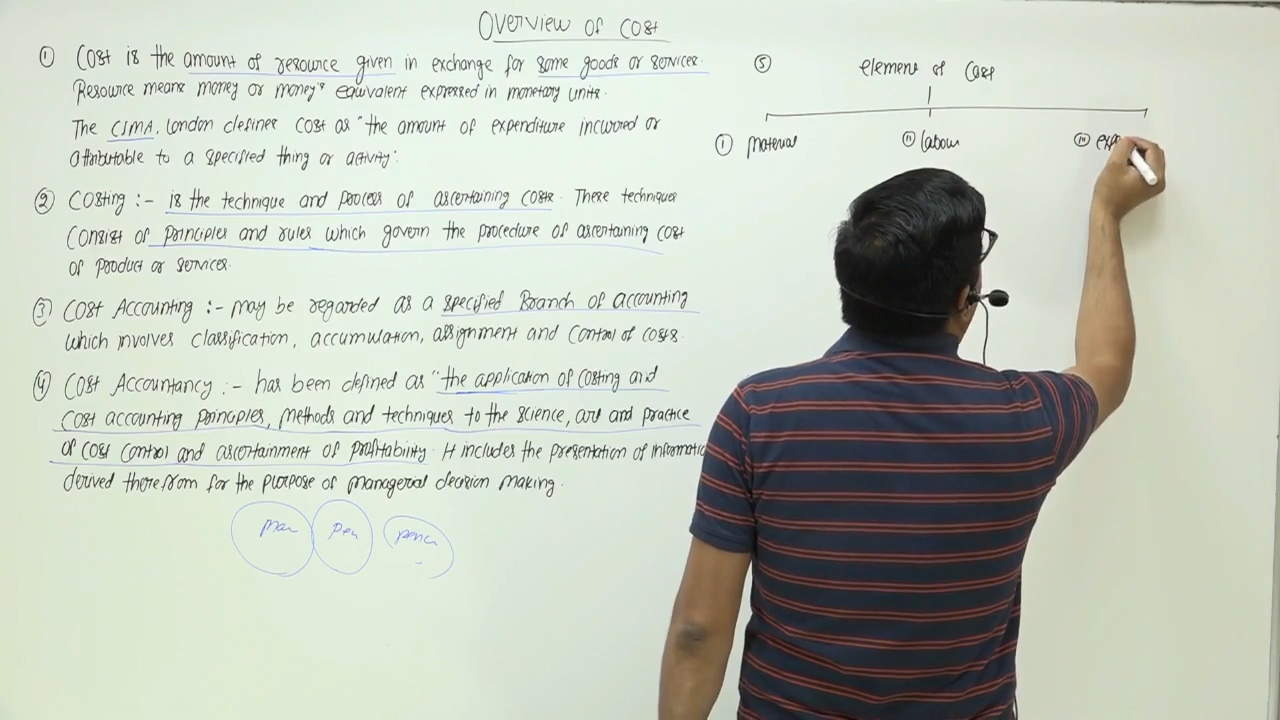 Overview of Cost
① Cost is the amount of resource given in exchange for some goods or services.
Resource means money or money's equivalent expressed in monetary units.
The CIMA, London defines cost as "the amount of expenditure incurred or
attributable to a specified thing or activity".
② Costing :- is the technique and process of ascertaining costs. These techniques
consist of principles and rules which govern the procedure of ascertaining cost
of product or services.
③ Cost Accounting :- may be regarded as a specified Branch of accounting
which involves classification, accumulation, assignment and control of costs.
④ Cost Accountancy :- has been defined as "the application of costing and
cost accounting principles, methods and techniques to the science, art and practice
of cost control and ascertainment of profitability. It includes the presentation of informatio
derived therefrom for the purpose of managerial decision making.
pen
⑤ element of Cost
① Material ⑪ labour ⑪ᴵ exp